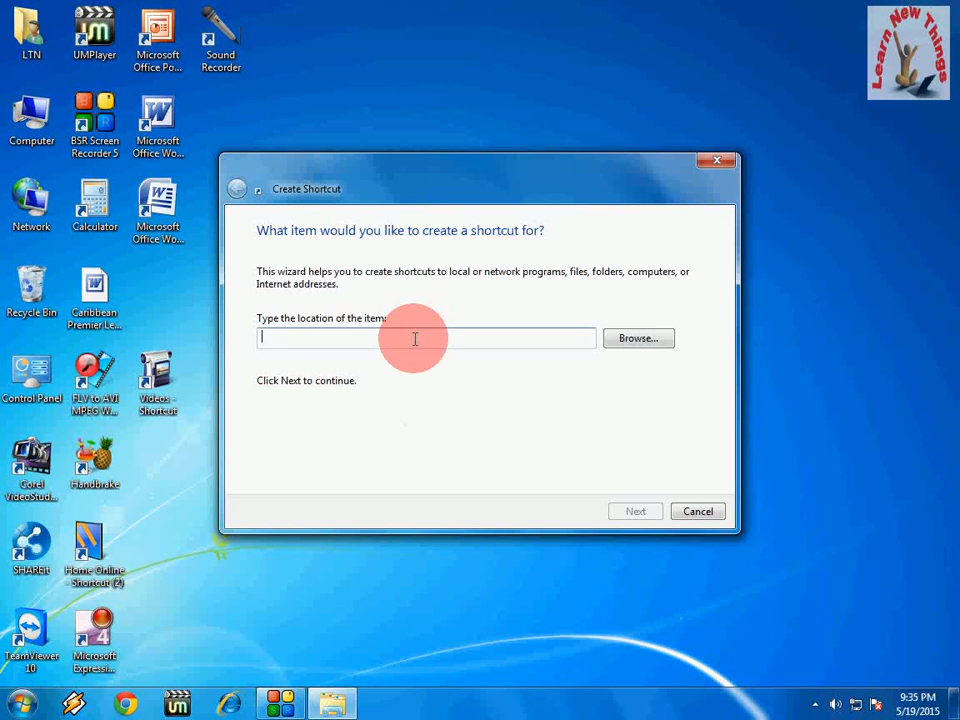 LTN
UMPlayer
Microsoft
Office Po...
Sound
Recorder
Learn New Things
Computer
BSR Screen
Recorder 5
Microsoft
Office Wo...
Network
Calculator
Microsoft
Office Wo...
Recycle Bin
Caribbean
Premier Le...
Control Panel
FLV to AVI
MPEG W...
Videos -
Shortcut
Corel
VideoStud...
Handbrake
SHAREit
Home Online
- Shortcut (2)
TeamViewer
10
Microsoft
Expressi...
Create Shortcut
What item would you like to create a shortcut for?
This wizard helps you to create shortcuts to local or network programs, files, folders, computers, or
Internet addresses.
Type the location of the item:
Browse...
Click Next to continue.
Next
Cancel
9:35 PM
5/19/2015